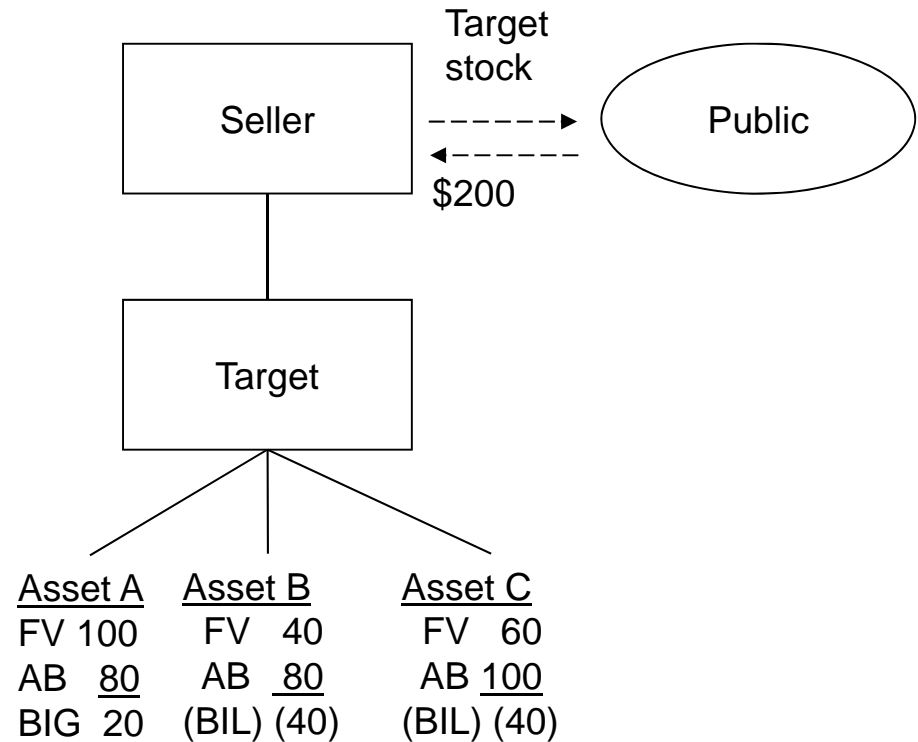 Target
stock
Seller
Public
$200
Target
Asset A
FV 100
AB 80
BIG 20
Asset B
FV 40
AB 80
(BIL) (40)
Asset C
FV 60
AB 100
(BIL) (40)